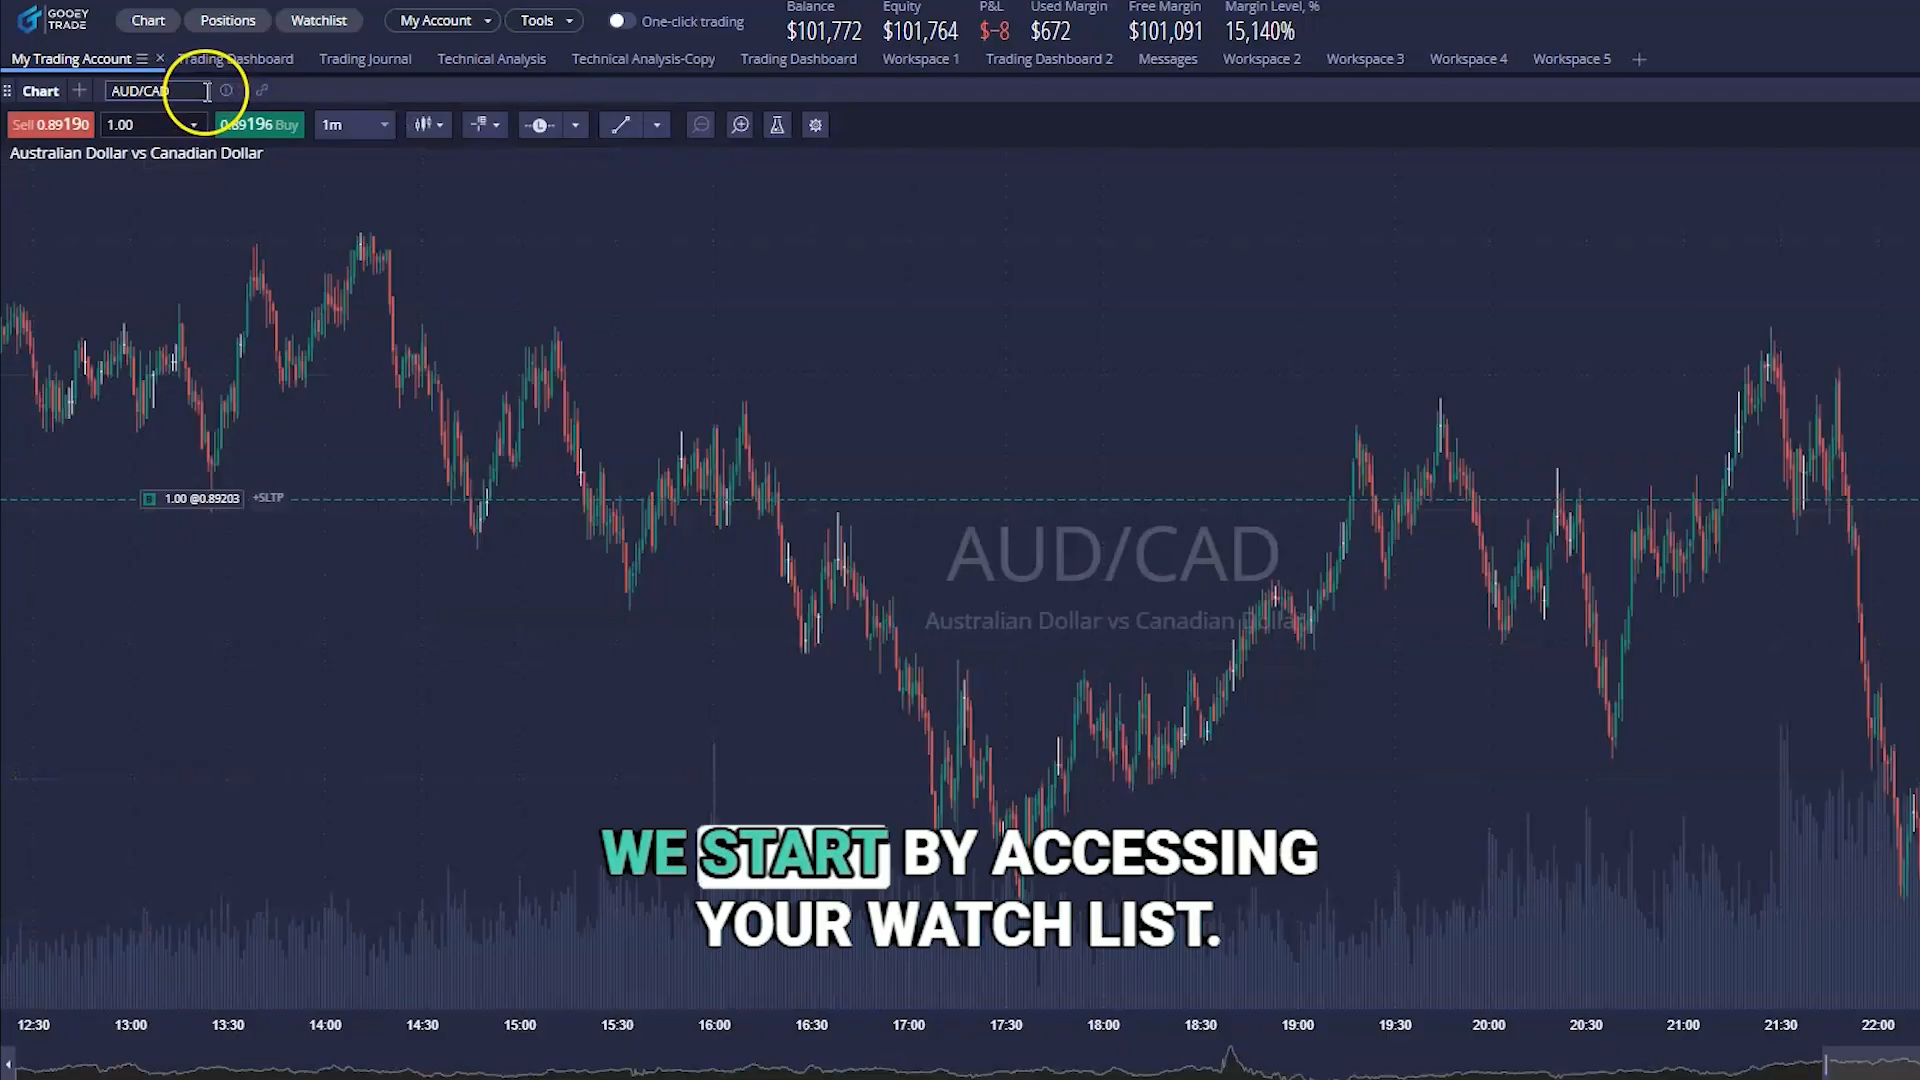 GOOEY
TRADE
Chart
Positions
Watchlist
My Account
Tools
One-click trading
Balance
$101,772
Equity
$101,764
P&L
$-8
Used Margin
$672
Free Margin
$101,091
Margin Level, %
15,140%
My Trading Account
Trading Dashboard
Trading Journal
Technical Analysis
Technical Analysis-Copy
Trading Dashboard
Workspace 1
Trading Dashboard 2
Messages
Workspace 2
Workspace 3
Workspace 4
Workspace 5
Chart
AUD/CAD
Sell 0.89190
1.00
0.89196 Buy
1m
Australian Dollar vs Canadian Dollar
B 1.00 @0.89203 +SLTP
AUD/CAD
Australian Dollar vs Canadian Dollar
WE START BY ACCESSING
YOUR WATCH LIST.
12:30 13:00 13:30 14:00 14:30 15:00 15:30 16:00 16:30 17:00 17:30 18:00 18:30 19:00 19:30 20:00 20:30 21:00 21:30 22:00